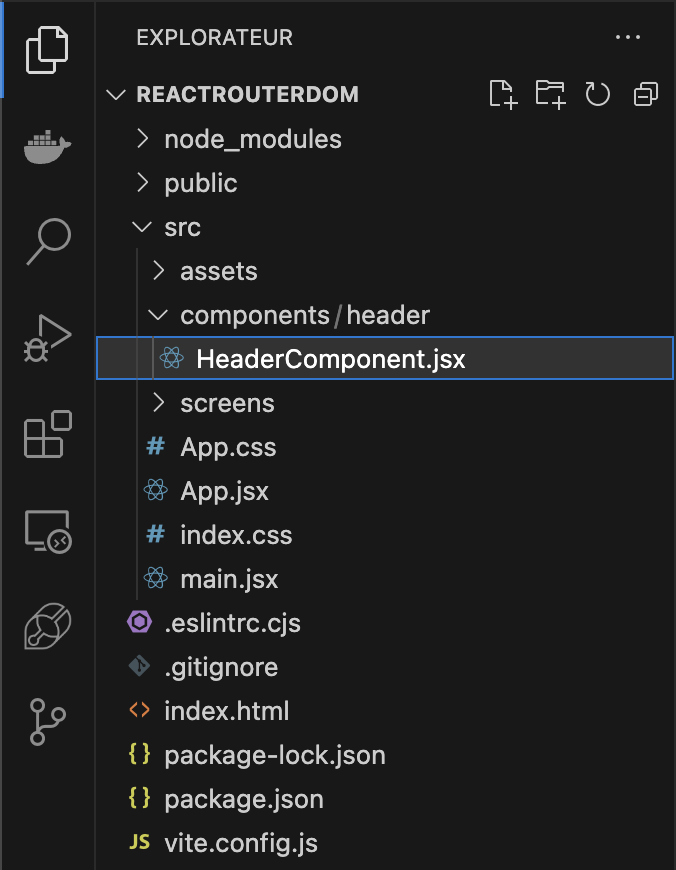 EXPLORATEUR
REACTROUTERDOM
node_modules
public
src
assets
components/header
HeaderComponent.jsx
screens
# App.css
App.jsx
# index.css
main.jsx
.eslintrc.cjs
.gitignore
<> index.html
{} package-lock.json
{} package.json
JS vite.config.js